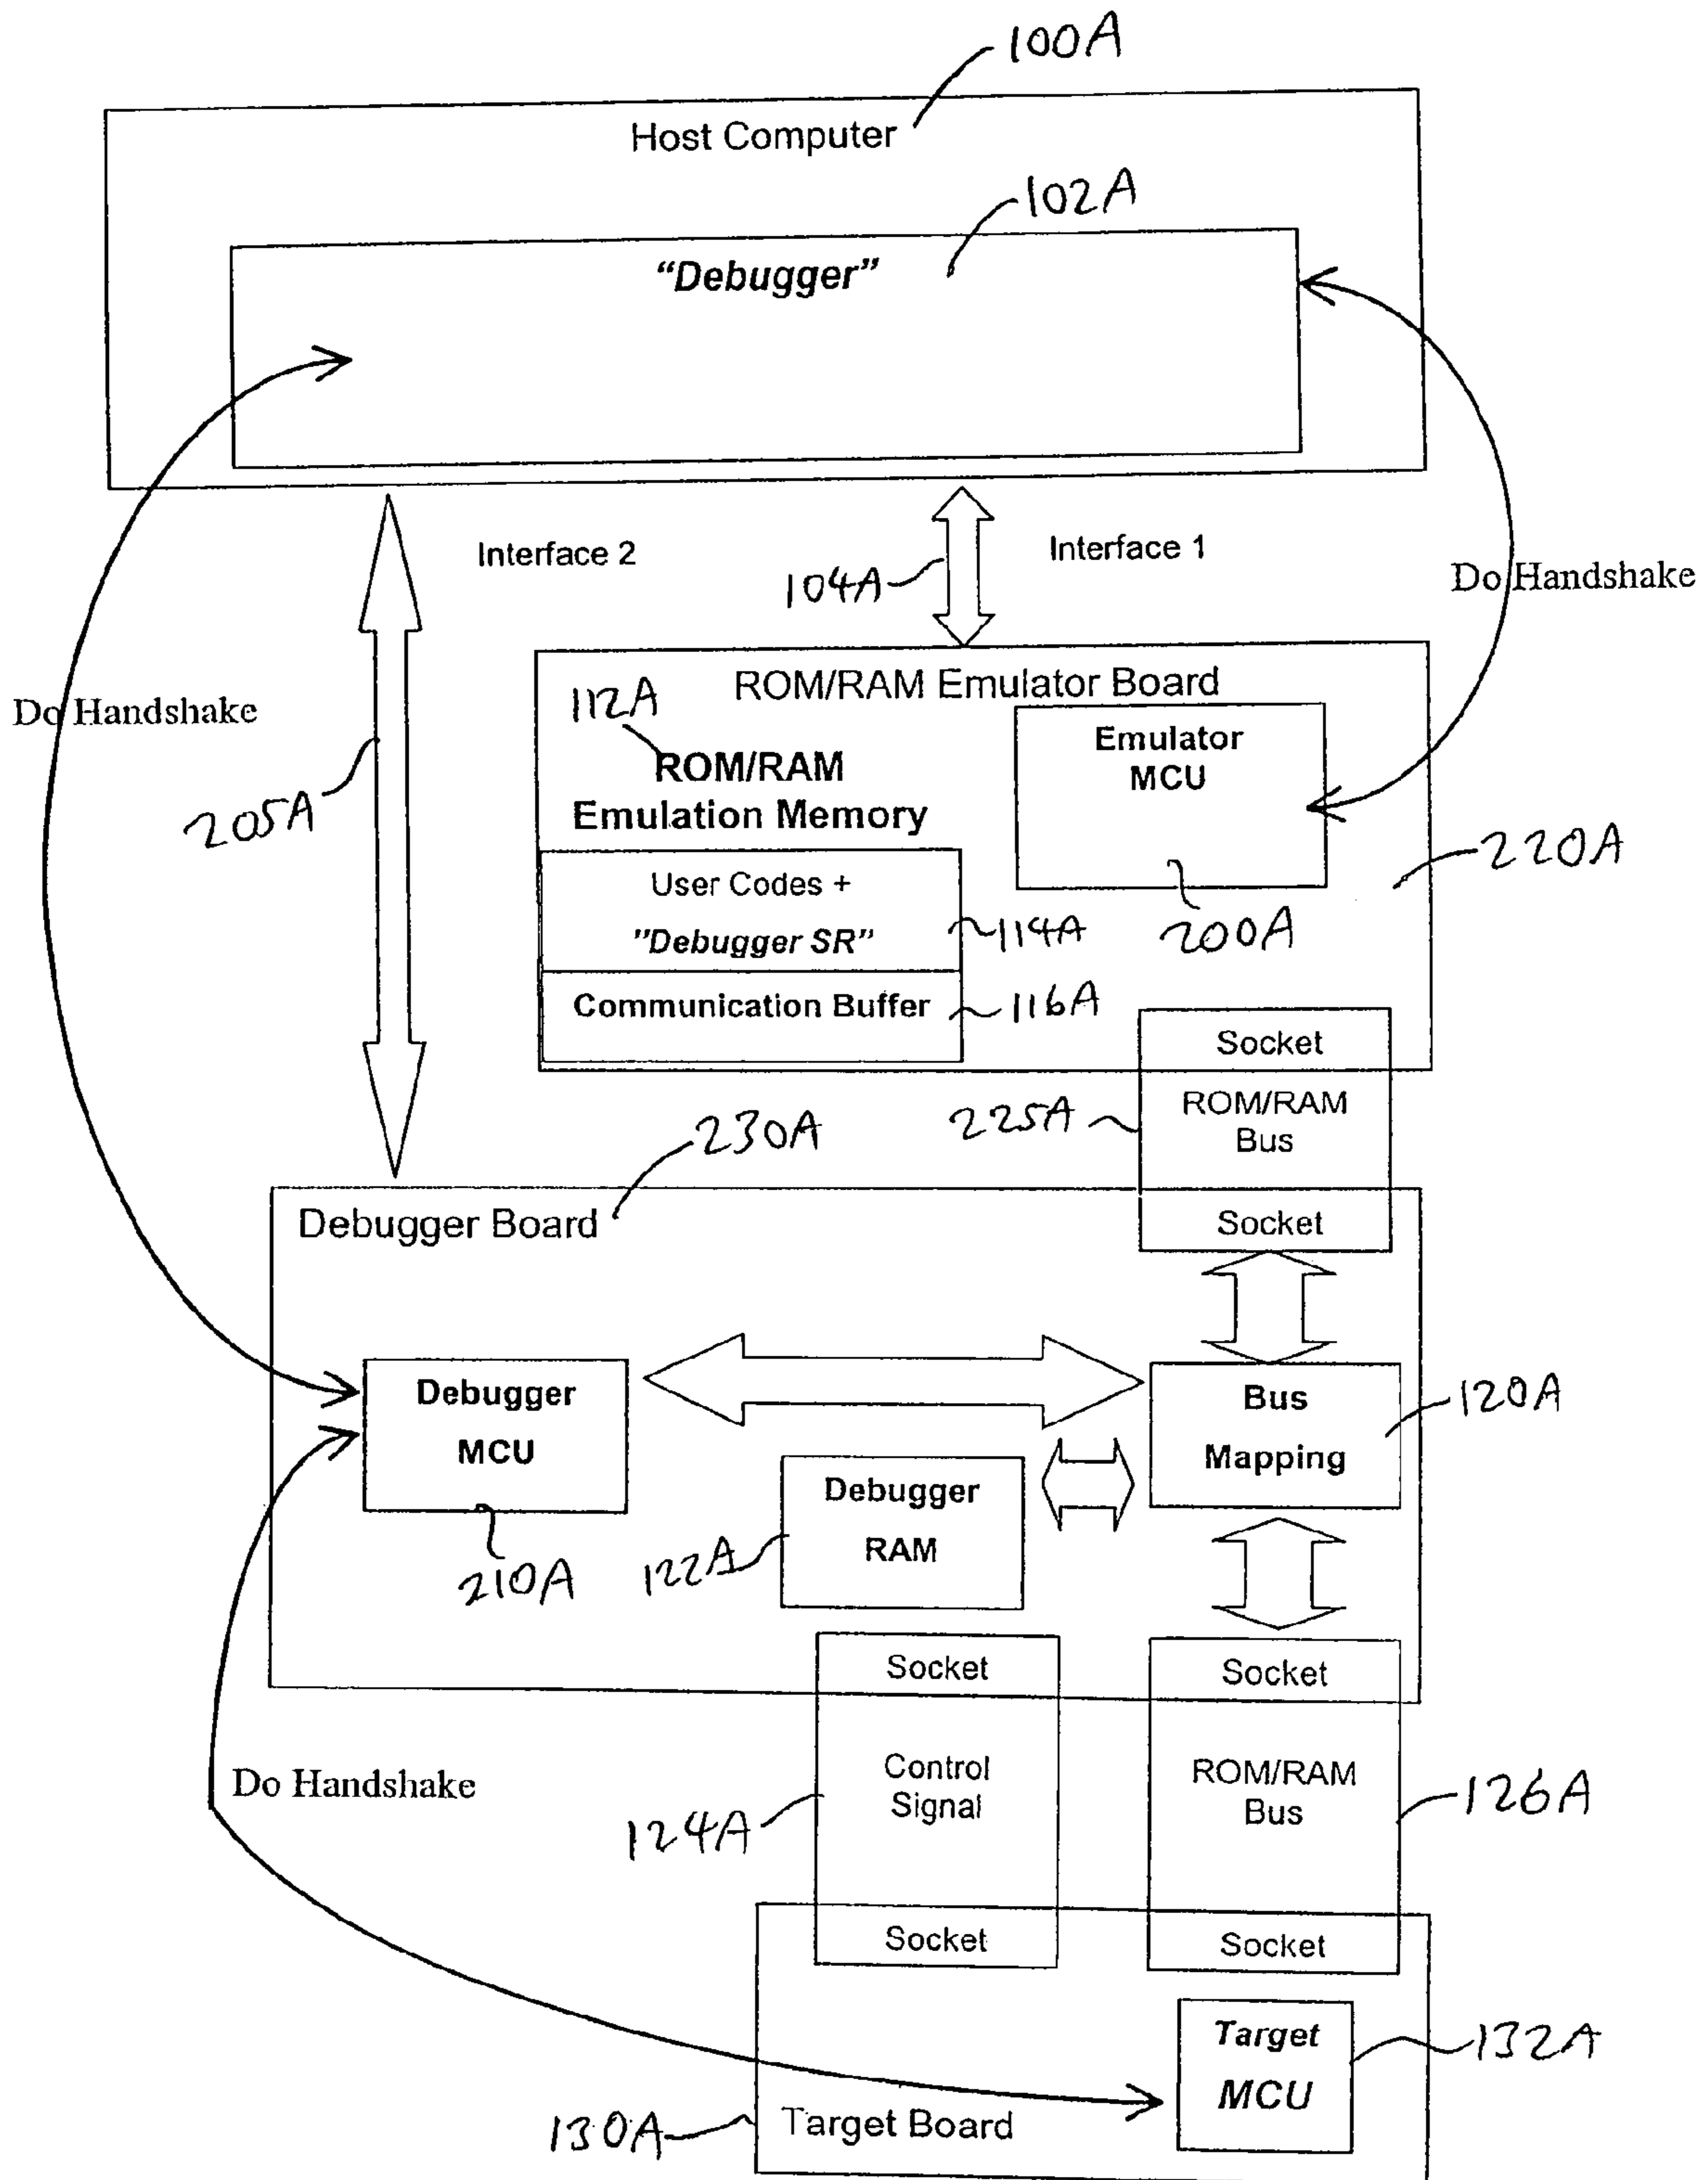 100A
Host Computer
102A
“Debugger”
Interface 2
Interface 1
104A
Do Handshake
ROM/RAM Emulator Board
112A
Do Handshake
Emulator
MCU
ROM/RAM
Emulation Memory
205A
220A
User Codes +
”Debugger SR”
114A
200A
Communication Buffer
116A
Socket
225A
ROM/RAM
Bus
230A
Debugger Board
Socket
Debugger
MCU
Bus
Mapping
120A
Debugger
RAM
210A
122A
Socket
Socket
Do Handshake
Control
Signal
ROM/RAM
Bus
126A
124A
Socket
Socket
Target
MCU
132A
130A
Target Board